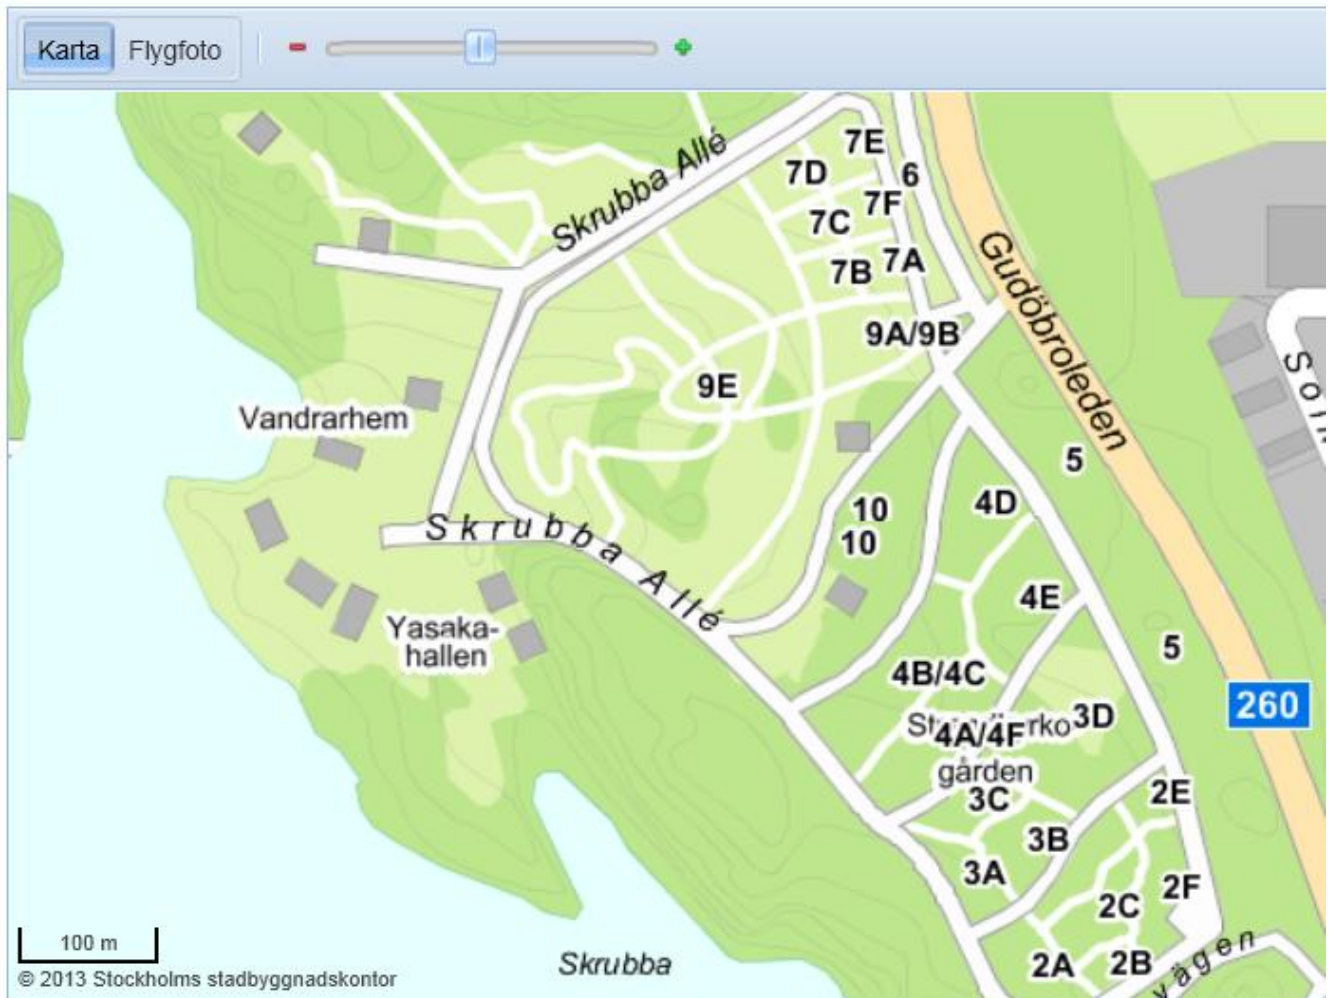 Karta Flygfoto
Skrubba Allé
7E
7D
6
7F
7C
7A
7B
Gudöbroleden
9A/9B
9E
Vandrarhem
5
4D
10
10
Skrubba Allé
4E
Yasaka-
hallen
5
4B/4C
260
3D
4A/4F
gården
3C
2E
3B
3A
2F
2C
2A
2B
vägen
Skrubba
100 m
© 2013 Stockholms stadbyggnadskontor